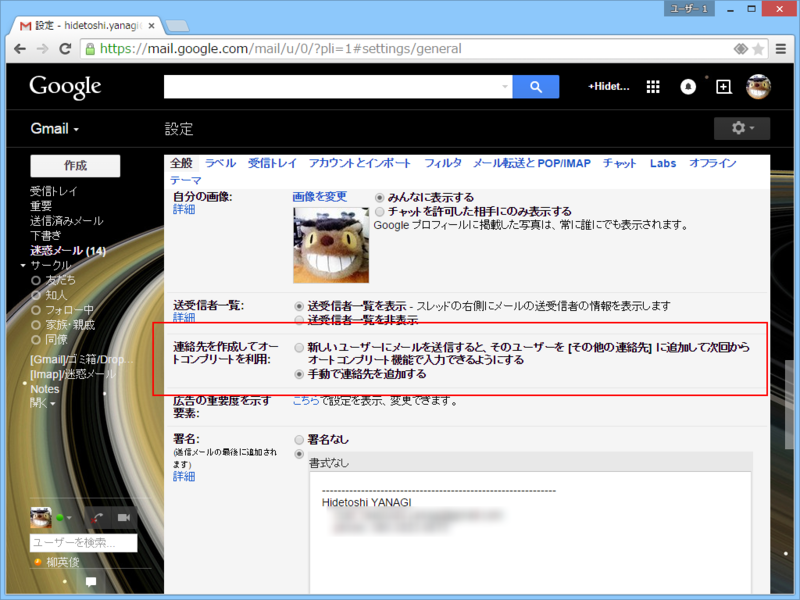 ユーザー 1
設定 - hidetoshi.yanagi
https://mail.google.com/mail/u/0/?pli=1#settings/general
Google
+Hidet...
Gmail
設定
作成
受信トレイ
重要
送信済みメール
下書き
迷惑メール (14)
サークル
友だち
知人
フォロー中
家族・親戚
同僚
[Gmail]/ゴミ箱/Drop...
[Imap]/迷惑メール
Notes
開く
ユーザーを検索...
柳英俊
全般 ラベル 受信トレイ アカウントとインポート フィルタ メール転送と POP/IMAP チャット Labs オフライン
テーマ
自分の画像:
詳細
画像を変更
みんなに表示する
チャットを許可した相手にのみ表示する
Google プロフィールに掲載した写真は、常に誰にでも表示されます。
送受信者一覧:
詳細
送受信者一覧を表示 - スレッドの右側にメールの送受信者の情報を表示します
送受信者一覧を非表示
連絡先を作成してオー
トコンプリートを利用:
新しいユーザーにメールを送信すると、そのユーザーを [その他の連絡先] に追加して次回から
オートコンプリート機能で入力できるようにする
手動で連絡先を追加する
広告の重要度を示す
要素:
こちらで設定を表示、変更できます。
署名:
(送信メールの最後に追加され
ます)
詳細
署名なし
書式なし
------------------------------------------------------------
Hidetoshi YANAGI